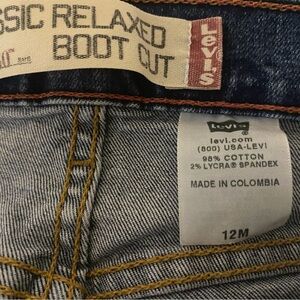 SSIC RELAXED
BOOT CUT
Levi's
Levi's
levi.com
(800) USA-LEVI
98% COTTON
2% LYCRA® SPANDEX
MADE IN COLOMBIA
12M